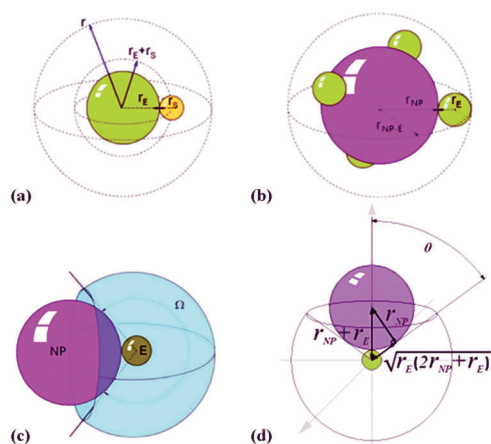 r
r_E+r_S
r_E
r_S
(a)
r_NP
r_E
r_NP-E
(b)
NP
E
Ω
(c)
θ
r_NP
r_NP+r_E
√r_E(2r_NP+r_E)
(d)